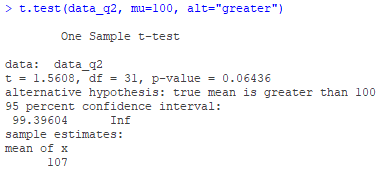 > t.test(data_q2, mu=100, alt="greater")
One Sample t-test
data:  data_q2
t = 1.5608, df = 31, p-value = 0.06436
alternative hypothesis: true mean is greater than 100
95 percent confidence interval:
 99.39604      Inf
sample estimates:
mean of x
      107